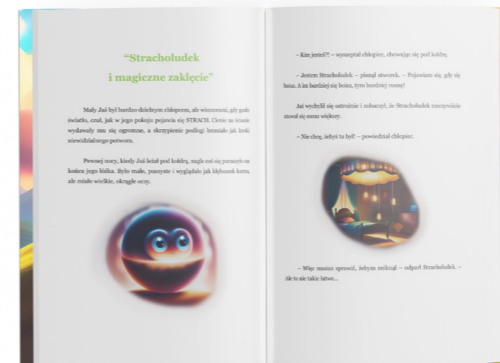 “Stracholudek
i magiczne zaklęcie”
Mały Jaś był bardzo dzielnym chłopcem, ale wieczorami, gdy gasło
światło, czuł, jak w jego pokoju pojawia się STRACH. Cienie na ścianie
wydawały mu się ogromne, a skrzypienie podłogi brzmiało jak kroki
niewidzialnego potwora.
Pewnej nocy, kiedy Jaś leżał pod kołdrą, nagle coś się poruszyło na
końcu jego łóżka. Było małe, puszyste i wyglądało jak kłębuszek kurzu,
ale miało wielkie, okrągłe oczy.
– Kim jesteś?! – wyszeptał chłopiec, chowając się pod kołdrę.
– Jestem Stracholudek – pisnął stworek. – Pojawiam się, gdy się
boisz. A im bardziej się boisz, tym bardziej rosnę!
Jaś wychylił się ostrożnie i zobaczył, że Stracholudek rzeczywiście
stawał się coraz większy.
– Nie chcę, żebyś tu był! – powiedział chłopiec.
– Więc musisz sprawić, żebym zniknął – odparł Stracholudek. –
Ale to nie takie łatwe...